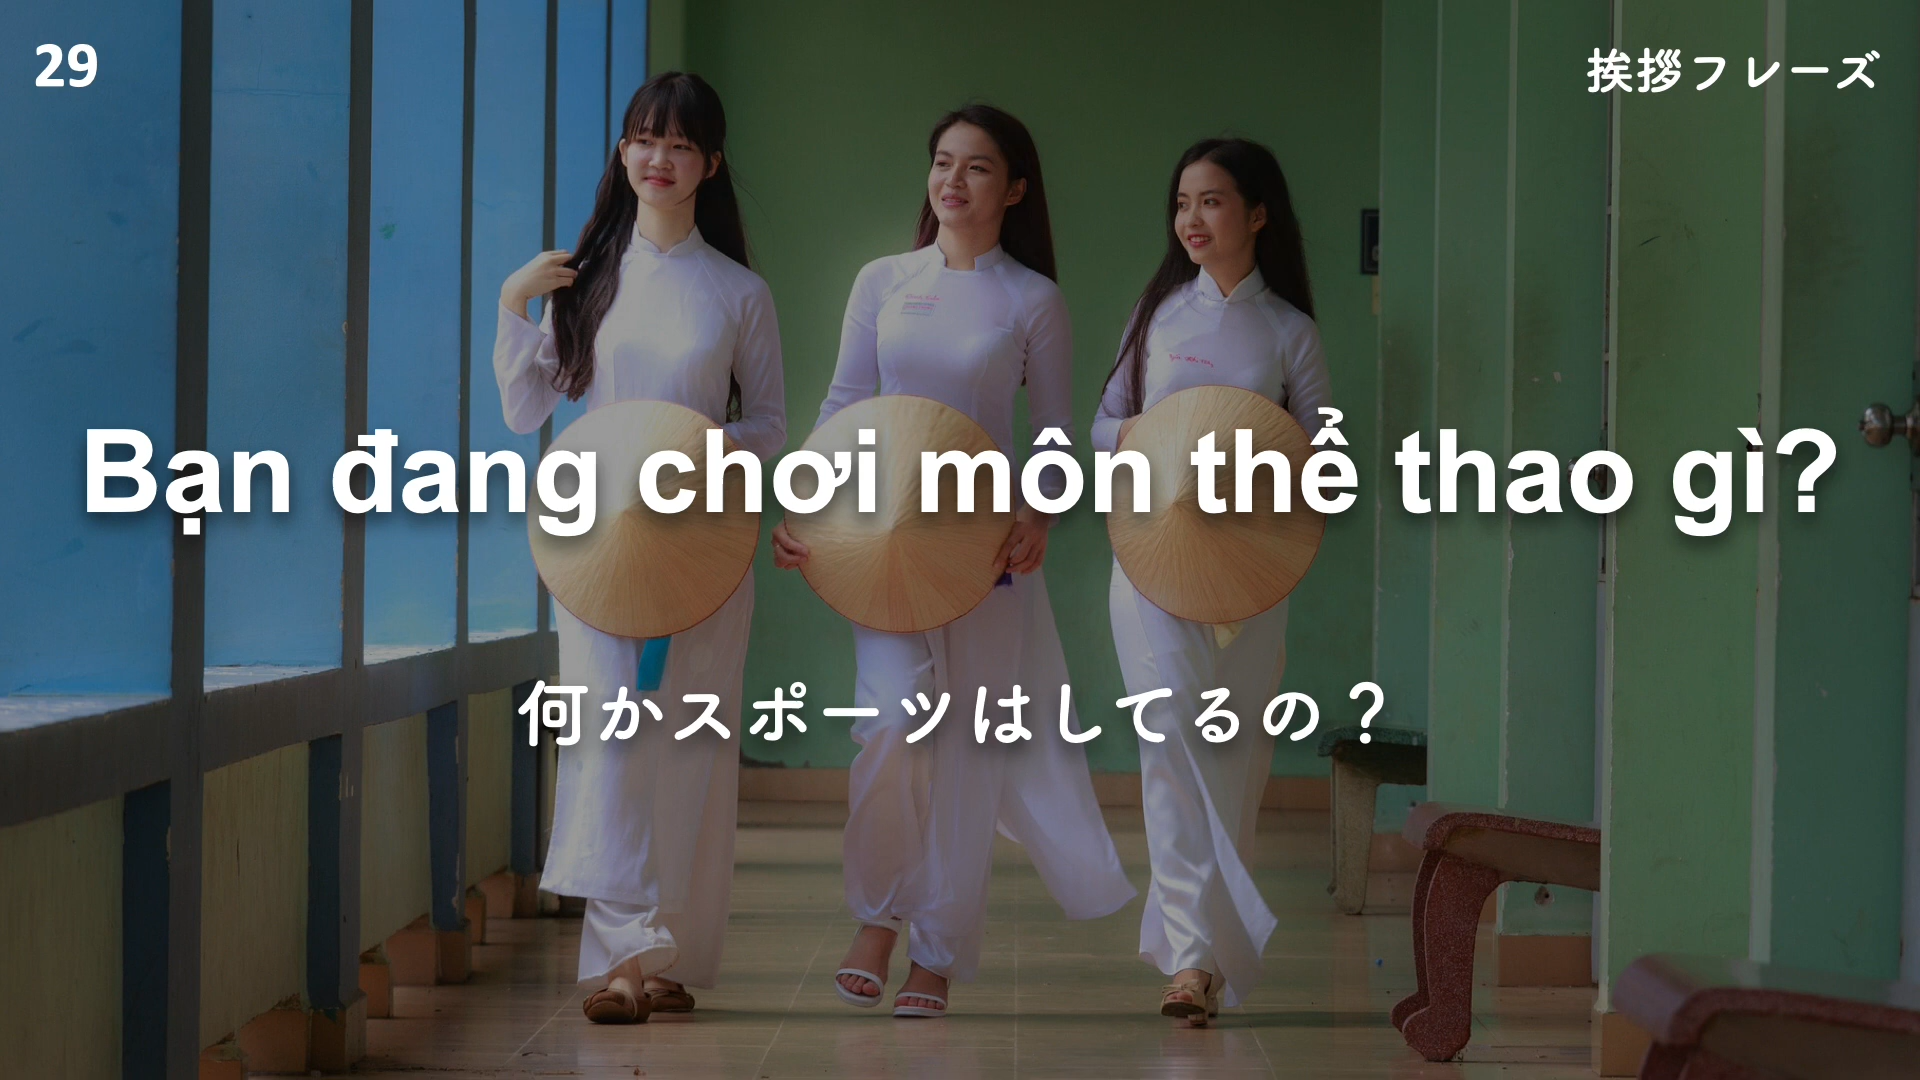 29
挨拶フレーズ
Bạn đang chơi môn thể thao gì?
何かスポーツはしてるの？